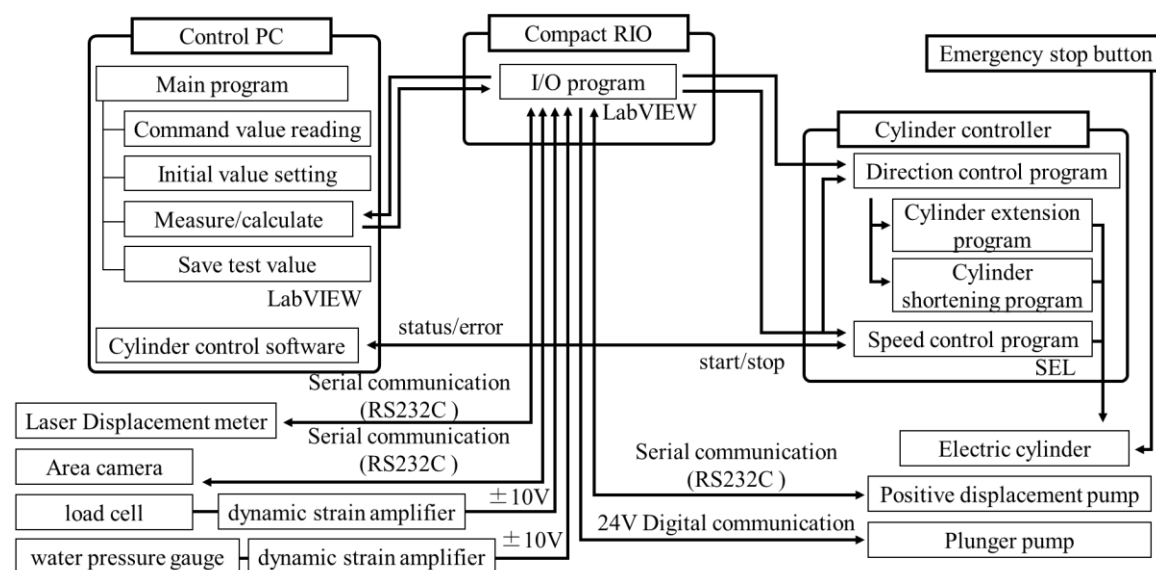 Control PC
Main program
Command value reading
Initial value setting
Measure/calculate
Save test value
LabVIEW
Cylinder control software
Compact RIO
I/O program
LabVIEW
Emergency stop button
Cylinder controller
Direction control program
Cylinder extension
program
Cylinder
shortening program
Speed control program
SEL
status/error
start/stop
Serial communication
(RS232C )
Laser Displacement meter
Serial communication
(RS232C )
Area camera
load cell
dynamic strain amplifier
±10V
water pressure gauge
dynamic strain amplifier
±10V
Electric cylinder
Serial communication
(RS232C )
Positive displacement pump
24V Digital communication
Plunger pump